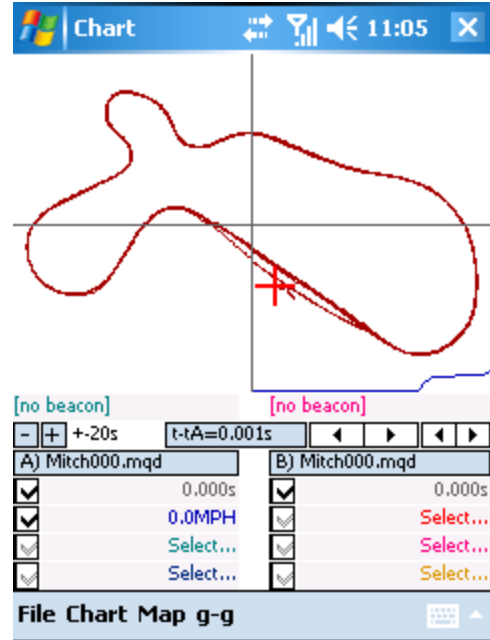 Chart 11:05
[no beacon] [no beacon]
- + +-20s t-tA=0.001s
A) Mitch000.mqd B) Mitch000.mqd
0.000s 0.000s
0.0MPH Select...
Select... Select...
Select... Select...
File Chart Map g-g